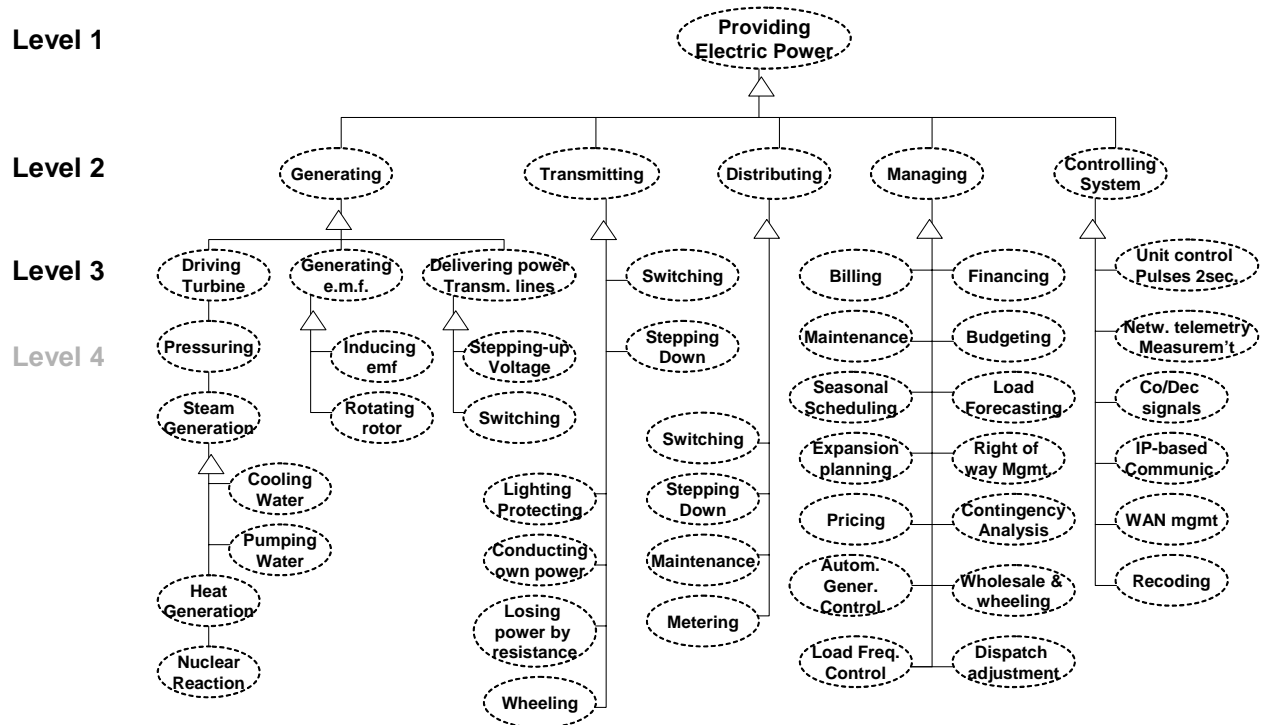 Level 1
Providing
Electric Power
Level 2
Generating
Transmitting
Distributing
Managing
Controlling
System
Level 3
Driving
Turbine
Generating
e.m.f.
Delivering power
Transm. lines
Switching
Billing
Financing
Unit control
Pulses 2sec.
Level 4
Pressuring
Inducing
emf
Stepping-up
Voltage
Stepping
Down
Maintenance
Budgeting
Netw. telemetry
Measurem't
Steam
Generation
Rotating
rotor
Switching
Switching
Seasonal
Scheduling
Load
Forecasting
Co/Dec
signals
Cooling
Water
Lighting
Protecting
Stepping
Down
Expansion
planning
Right of
way Mgmt.
IP-based
Communic
Pumping
Water
Conducting
own power
Maintenance
Pricing
Contingency
Analysis
WAN mgmt
Heat
Generation
Losing
power by
resistance
Metering
Autom.
Gener.
Control
Wholesale &
wheeling
Recoding
Nuclear
Reaction
Wheeling
Load Freq.
Control
Dispatch
adjustment